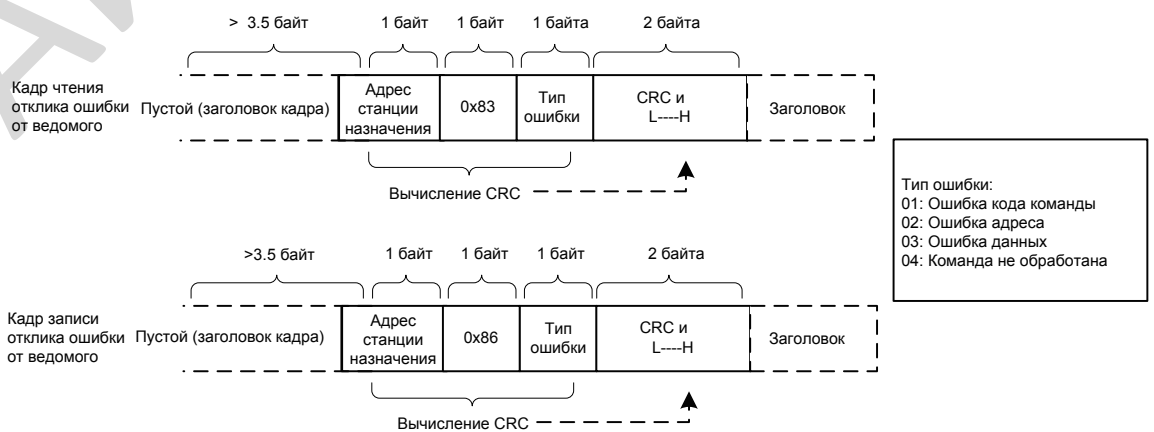 > 3.5 байт 1 байт 1 байт 1 байта 2 байта
Кадр чтения
отклика ошибки
от ведомого
Пустой (заголовок кадра)
Адрес
станции
назначения
0x83
Тип
ошибки
CRC и
L----H
Заголовок
Вычисление CRC
Тип ошибки:
01: Ошибка кода команды
02: Ошибка адреса
03: Ошибка данных
04: Команда не обработана
>3.5 байт 1 байт 1 байт 1 байт 2 байта
Кадр записи
отклика ошибки
от ведомого
Пустой (заголовок кадра)
Адрес
станции
назначения
0x86
Тип
ошибки
CRC и
L----H
Заголовок
Вычисление CRC